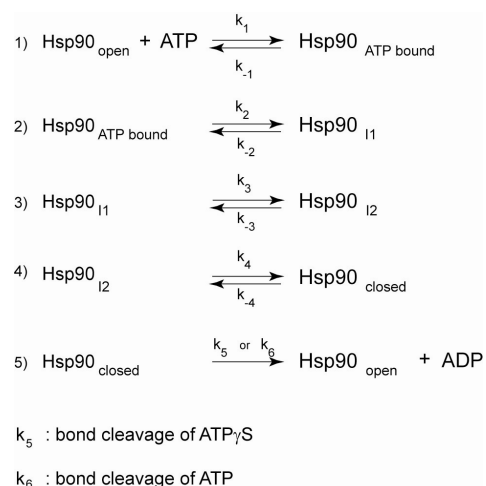 k1
1) Hsp90 open + ATP Hsp90 ATP bound
k-1
k2
2) Hsp90 ATP bound Hsp90 I1
k-2
k3
3) Hsp90 I1 Hsp90 I2
k-3
k4
4) Hsp90 I2 Hsp90 closed
k-4
k5 or k6
5) Hsp90 closed Hsp90 open + ADP
k5 : bond cleavage of ATPγS
k6 : bond cleavage of ATP